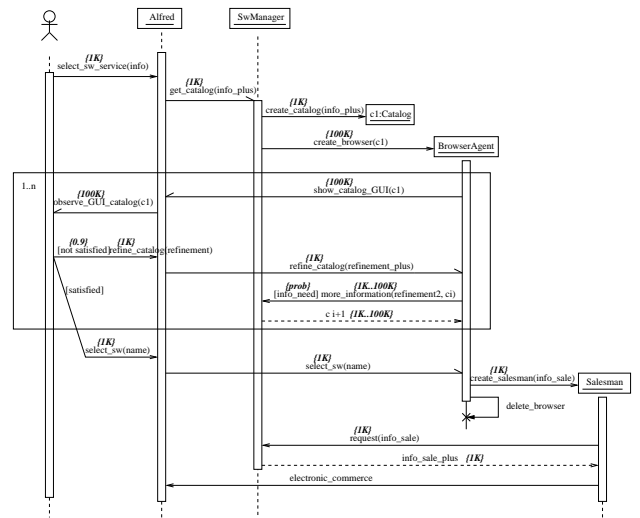 Alfred
SwManager
{1K}
select_sw_service(info)
{1K}
get_catalog(info_plus)
{1K}
create_catalog(info_plus)
c1:Catalog
{100K}
create_browser(c1)
BrowserAgent
1..n
{100K}
show_catalog_GUI(c1)
{100K}
observe_GUI_catalog(c1)
{0.9} {1K}
[not satisfied]refine_catalog(refinement)
{1K}
refine_catalog(refinement_plus)
[satisfied]
{prob} {1K..100K}
[info_need] more_information(refinement2, ci)
c i+1 {1K..100K}
{1K}
select_sw(name)
{1K}
select_sw(name)
{1K}
create_salesman(info_sale)
Salesman
delete_browser
{1K}
request(info_sale)
info_sale_plus {1K}
electronic_commerce